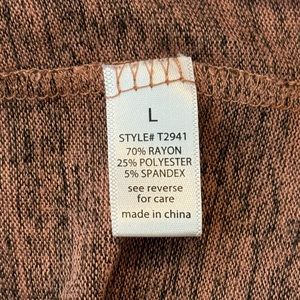 L
STYLE# T2941
70% RAYON
25% POLYESTER
5% SPANDEX
see reverse
for care
made in china